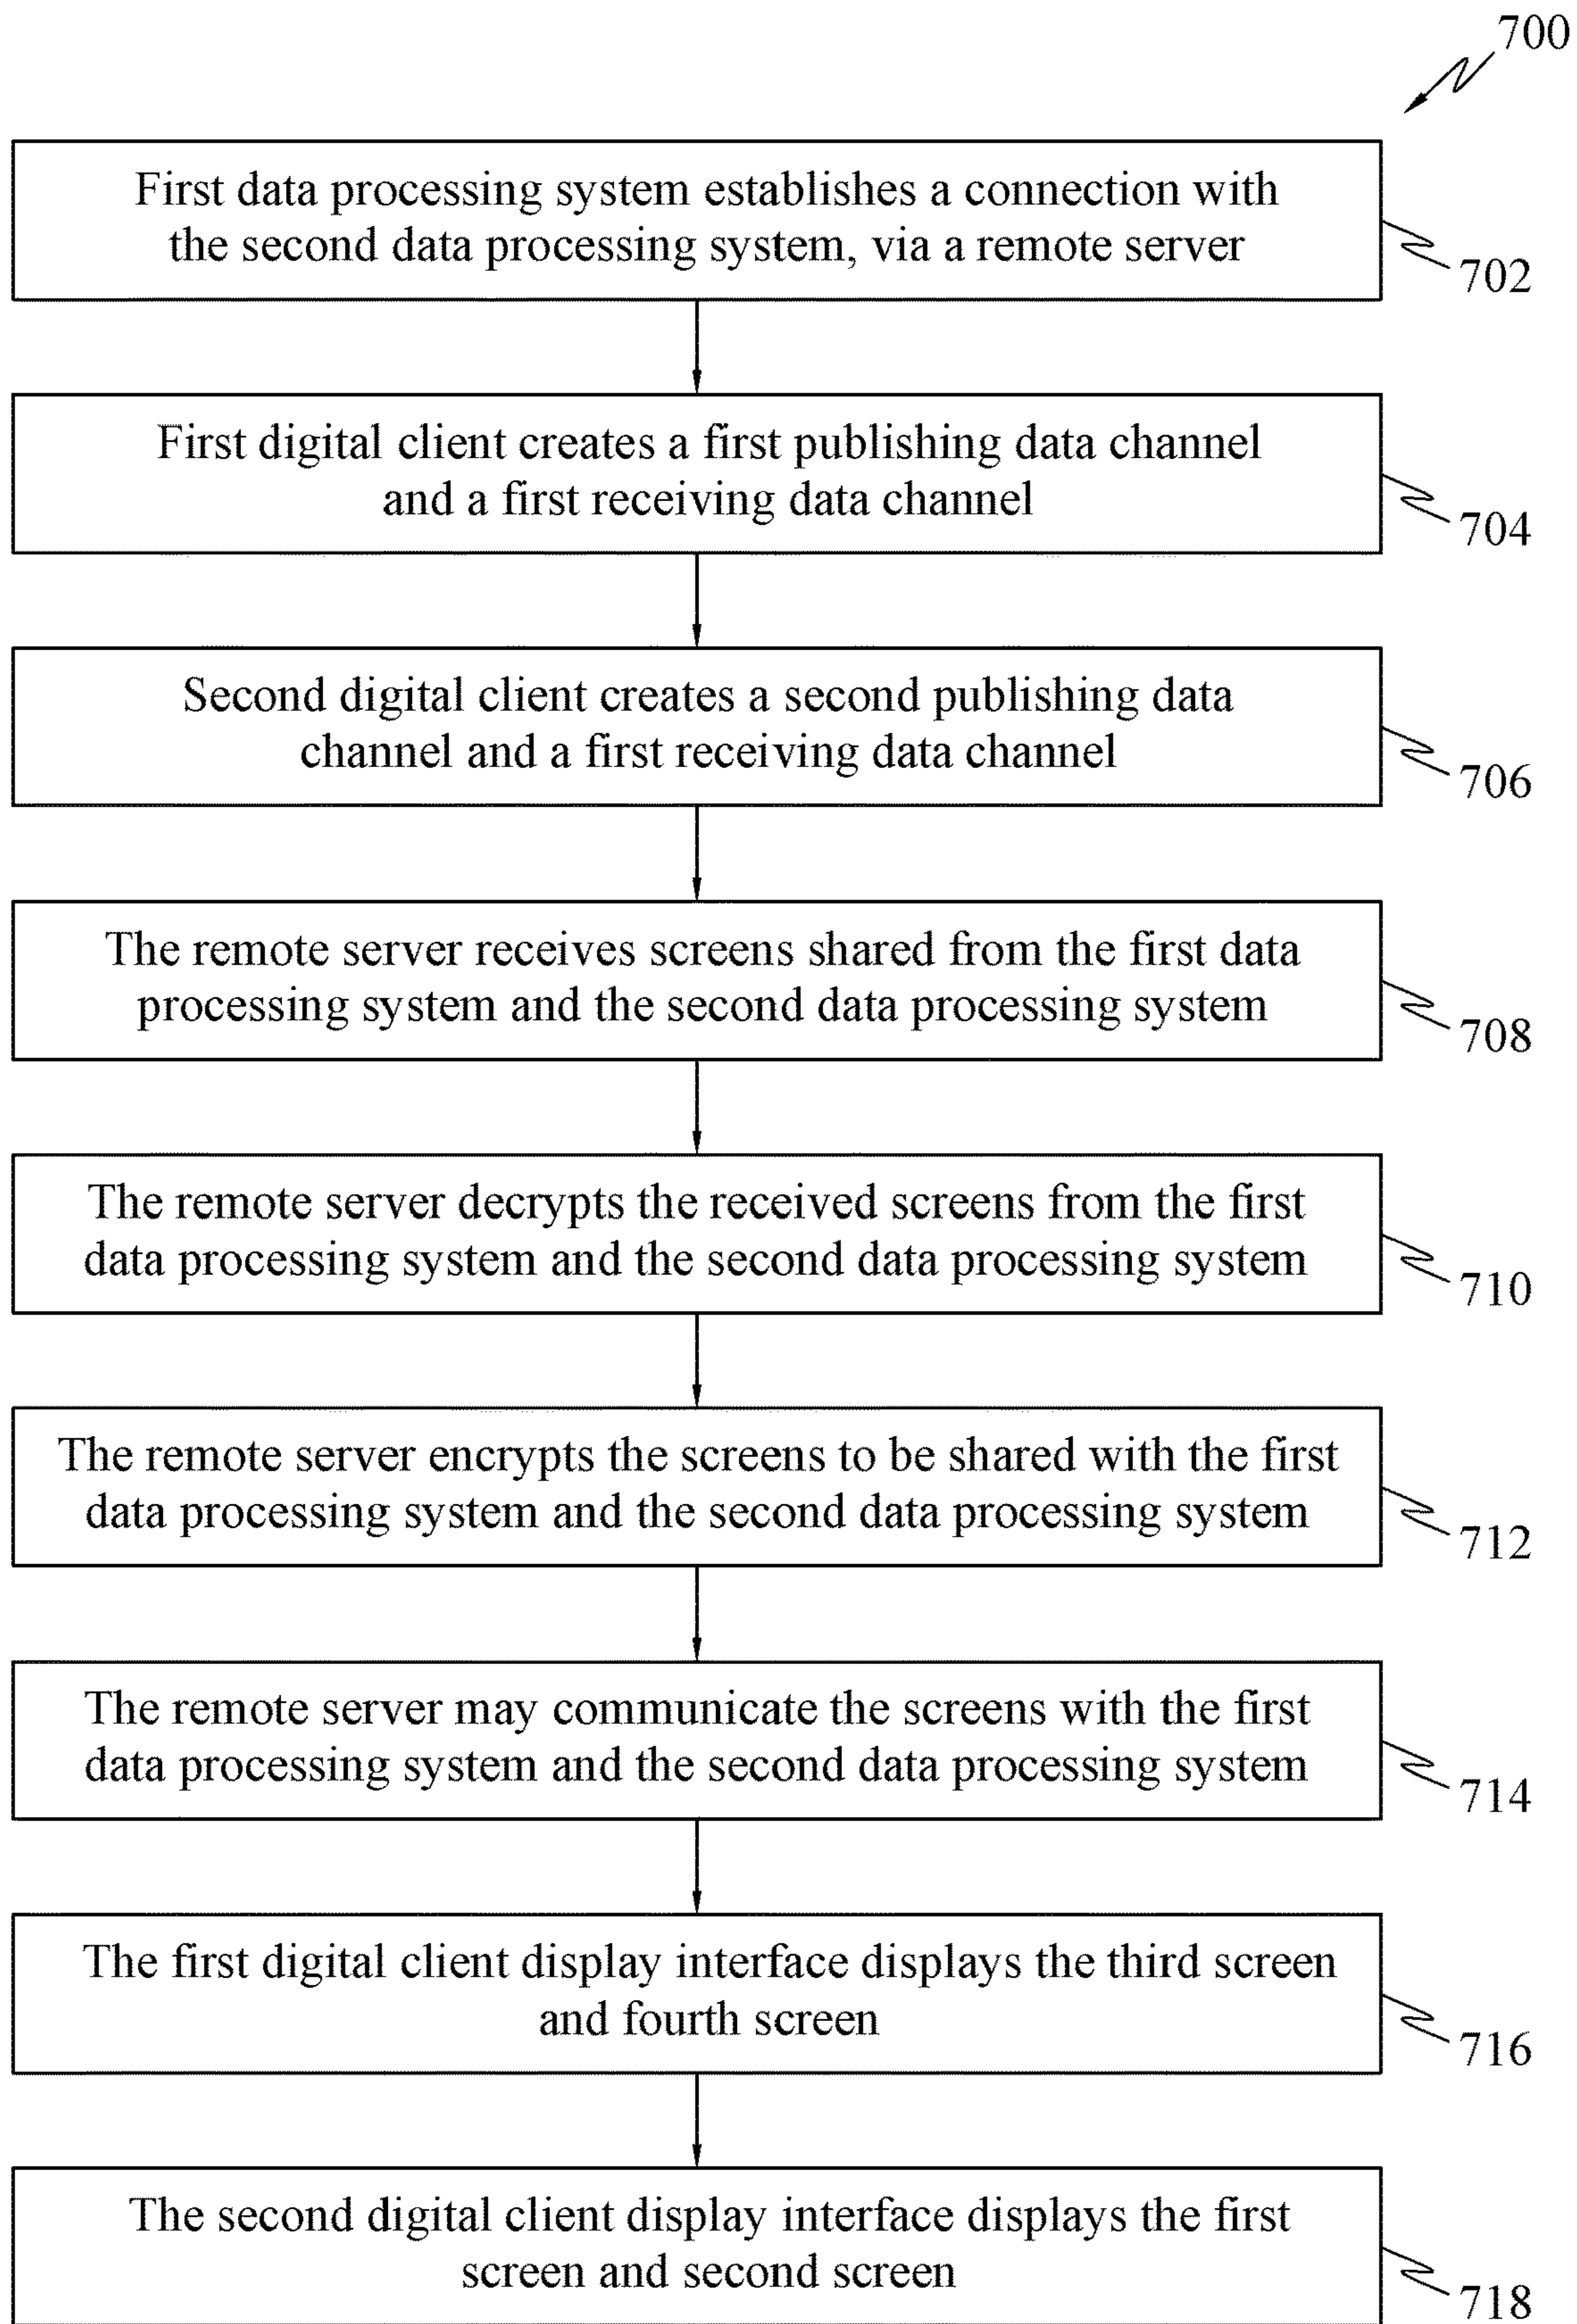 700
First data processing system establishes a connection with
the second data processing system, via a remote server
702
First digital client creates a first publishing data channel
and a first receiving data channel
704
Second digital client creates a second publishing data
channel and a first receiving data channel
706
The remote server receives screens shared from the first data
processing system and the second data processing system
708
The remote server decrypts the received screens from the first
data processing system and the second data processing system
710
The remote server encrypts the screens to be shared with the first
data processing system and the second data processing system
712
The remote server may communicate the screens with the first
data processing system and the second data processing system
714
The first digital client display interface displays the third screen
and fourth screen
716
The second digital client display interface displays the first
screen and second screen
718